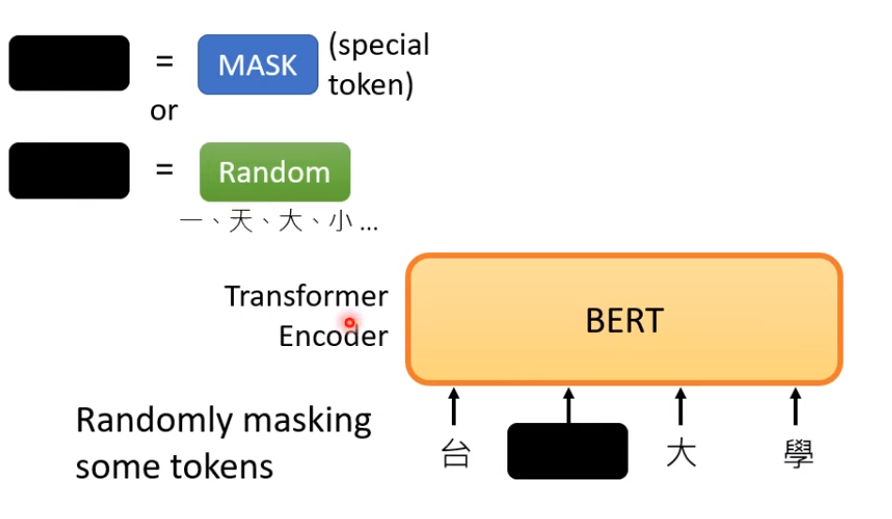 = MASK (special token)
or
= Random
一、天、大、小 ...
Transformer
Encoder
BERT
Randomly masking
some tokens
台 大 學